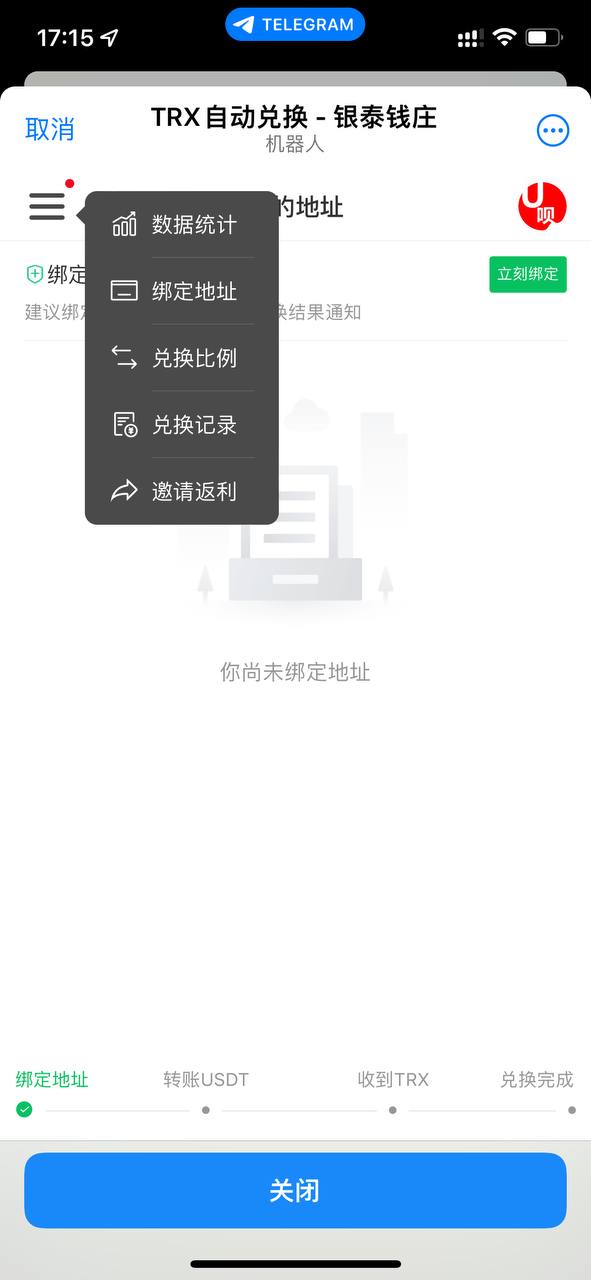 17:15
TELEGRAM
取消
TRX自动兑换 - 银泰钱庄
机器人
的地址
U
呗
数据统计
绑定
立刻绑定
绑定地址
建议绑
换结果通知
兑换比例
兑换记录
邀请返利
你尚未绑定地址
绑定地址
转账USDT
收到TRX
兑换完成
关闭